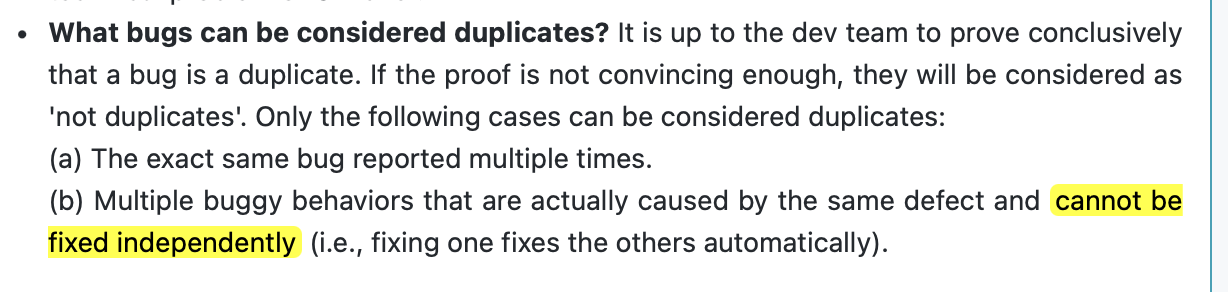 • What bugs can be considered duplicates? It is up to the dev team to prove conclusively
that a bug is a duplicate. If the proof is not convincing enough, they will be considered as
'not duplicates'. Only the following cases can be considered duplicates:
(a) The exact same bug reported multiple times.
(b) Multiple buggy behaviors that are actually caused by the same defect and cannot be
fixed independently (i.e., fixing one fixes the others automatically).